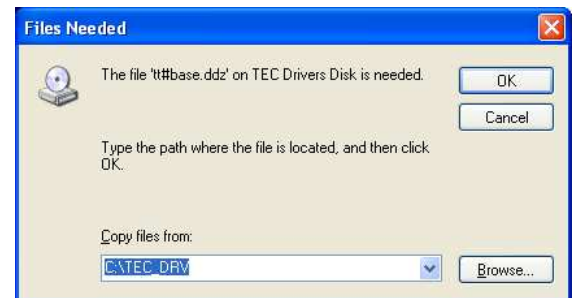 Files Needed
The file 'tt#base.ddz' on TEC Drivers Disk is needed.
OK
Cancel
Type the path where the file is located, and then click
OK.
Copy files from:
C:\TEC_DRV
Browse...